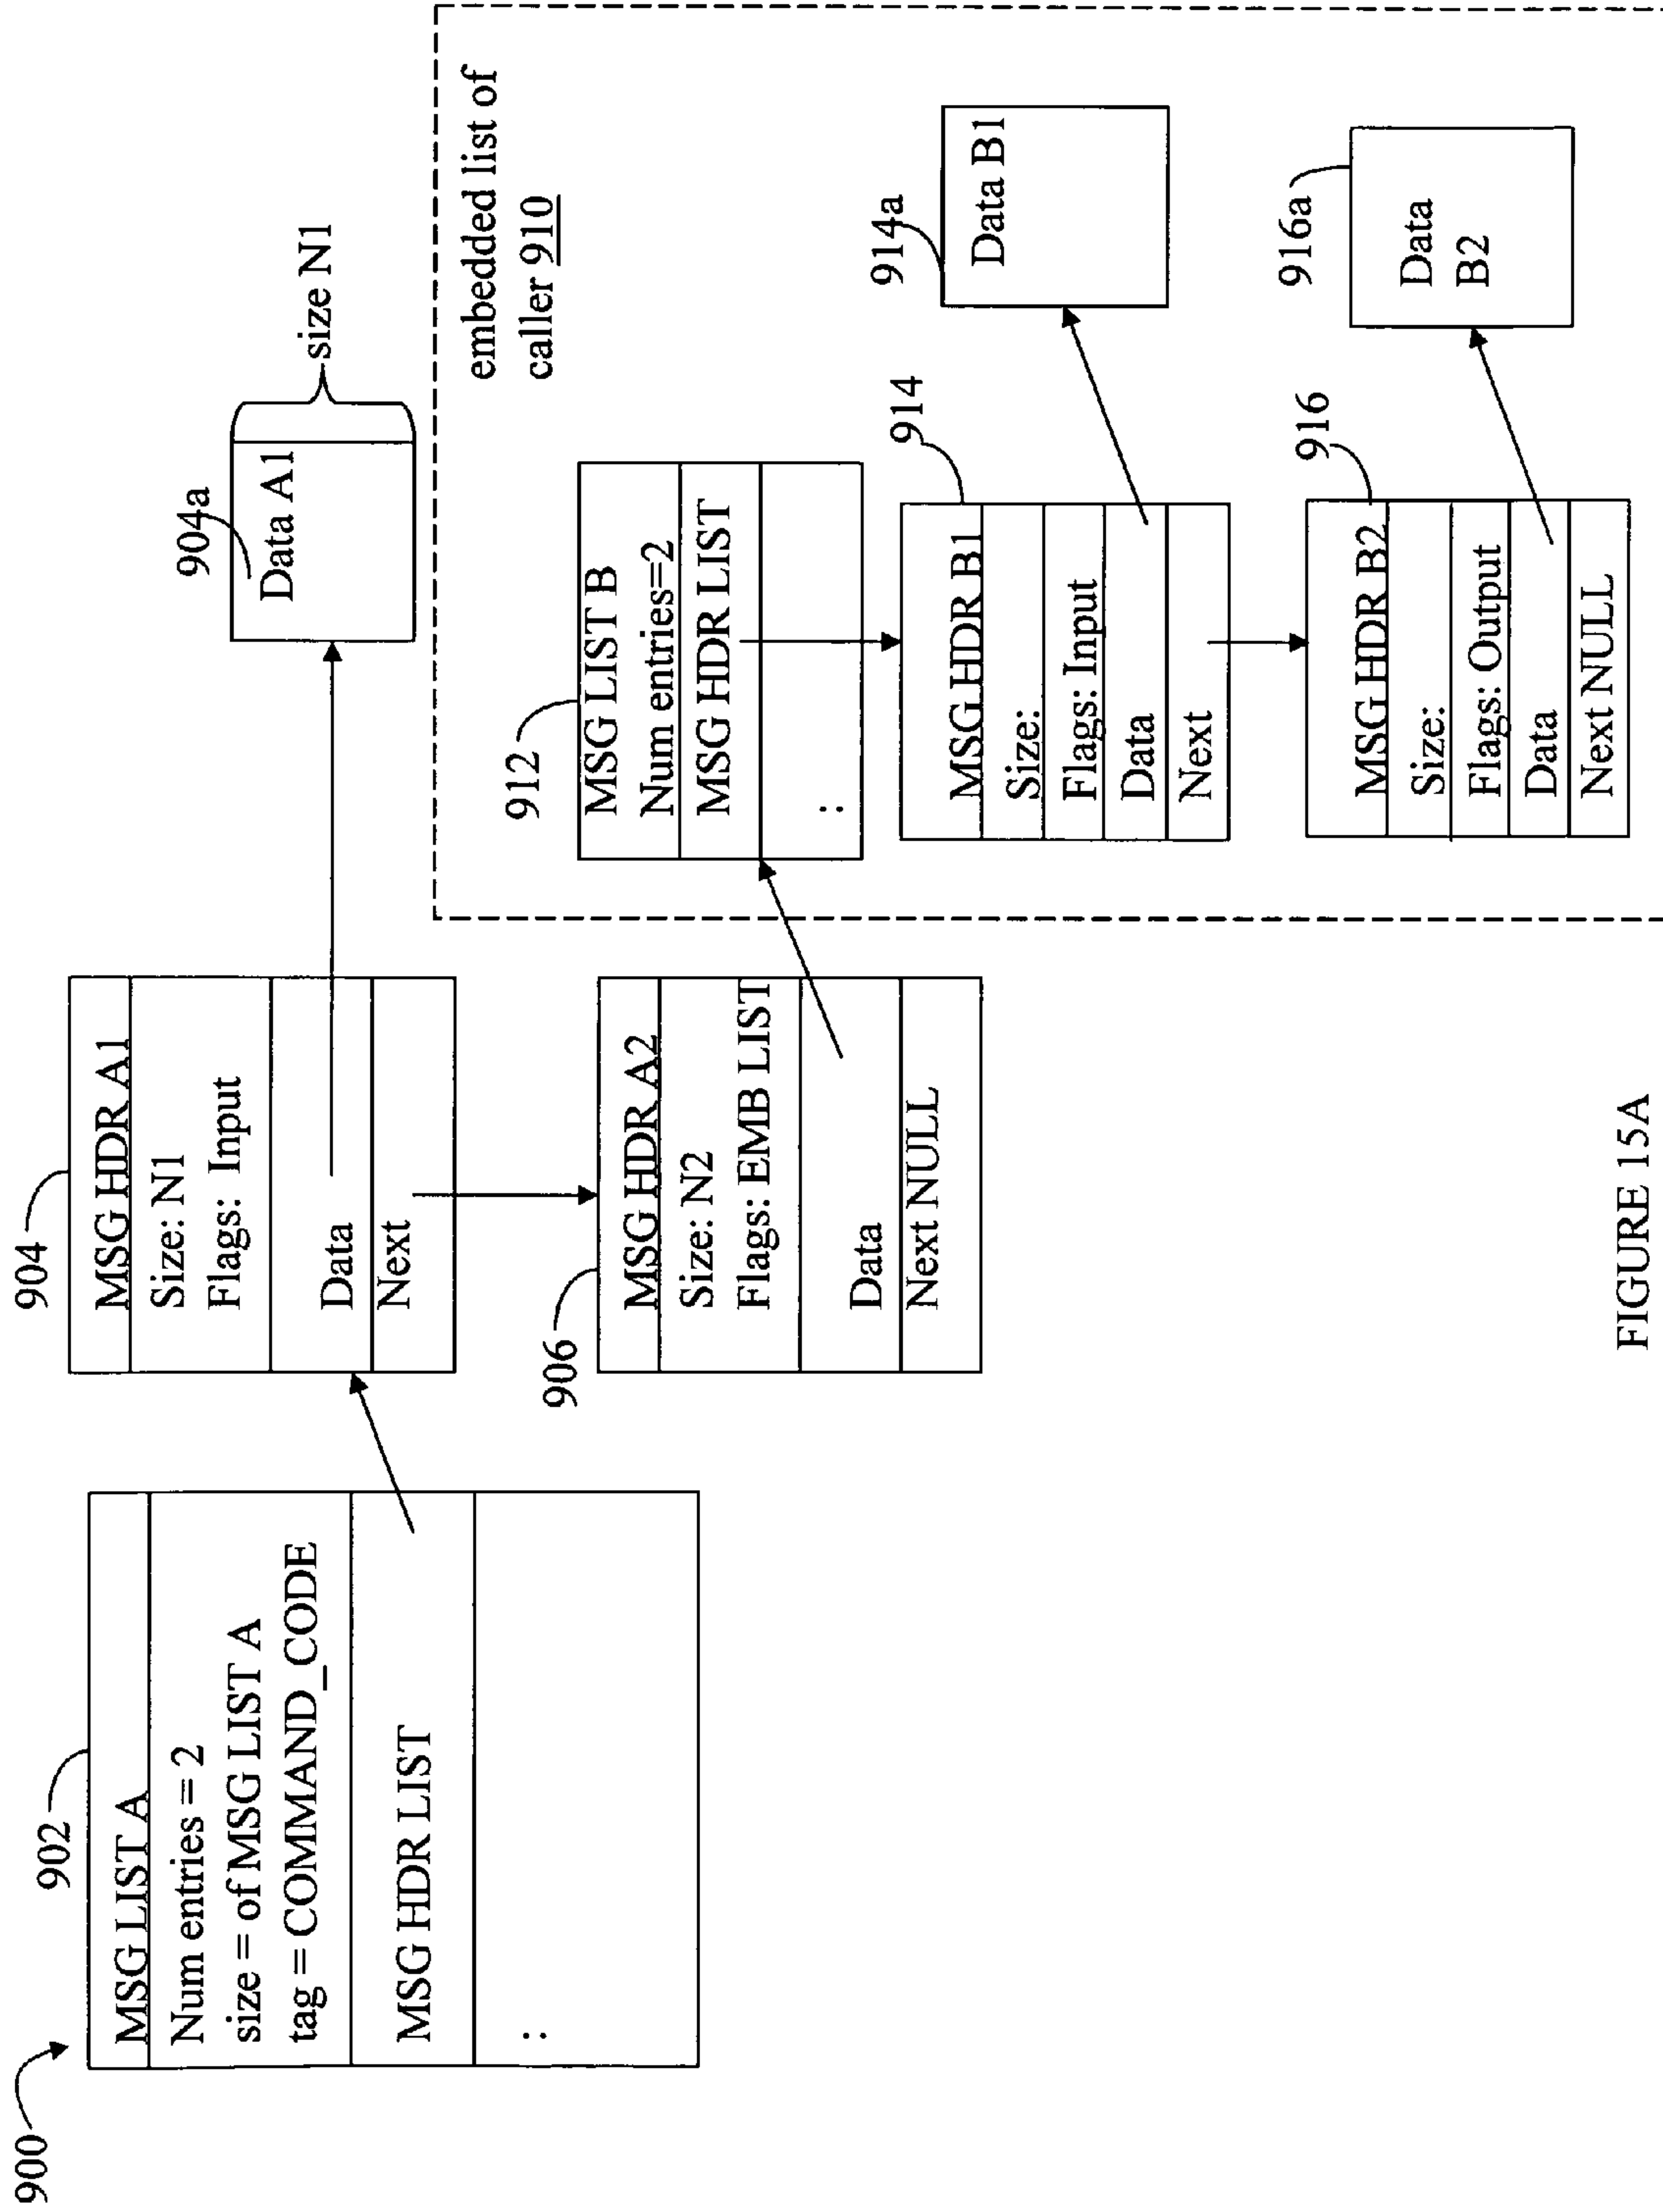 900
902
MSG LIST A
Num entries = 2
size = of MSG LIST A
tag = COMMAND_CODE
MSG HDR LIST
:
904
MSG HDR A1
Size: N1
Flags: Input
Data
Next
904a
Data A1
size N1
906
MSG HDR A2
Size: N2
Flags: EMB LIST
Data
Next NULL
embedded list of
caller 910
912
MSG LIST B
Num entries=2
MSG HDR LIST
:
914
MSG HDR B1
Size:
Flags: Input
Data
Next
914a
Data B1
916
MSG HDR B2
Size:
Flags: Output
Data
Next NULL
916a
Data
B2
FIGURE 15A